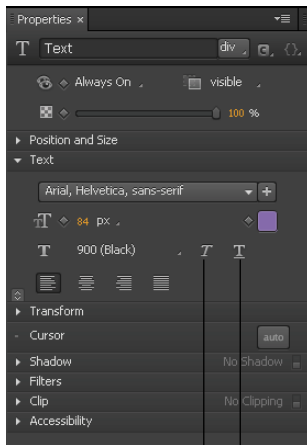 Properties ×
T Text div
Always On visible
100 %
Position and Size
Text
Arial, Helvetica, sans-serif +
TT 84 px
T 900 (Black) T T
Transform
Cursor auto
Shadow No Shadow
Filters
Clip No Clipping
Accessibility